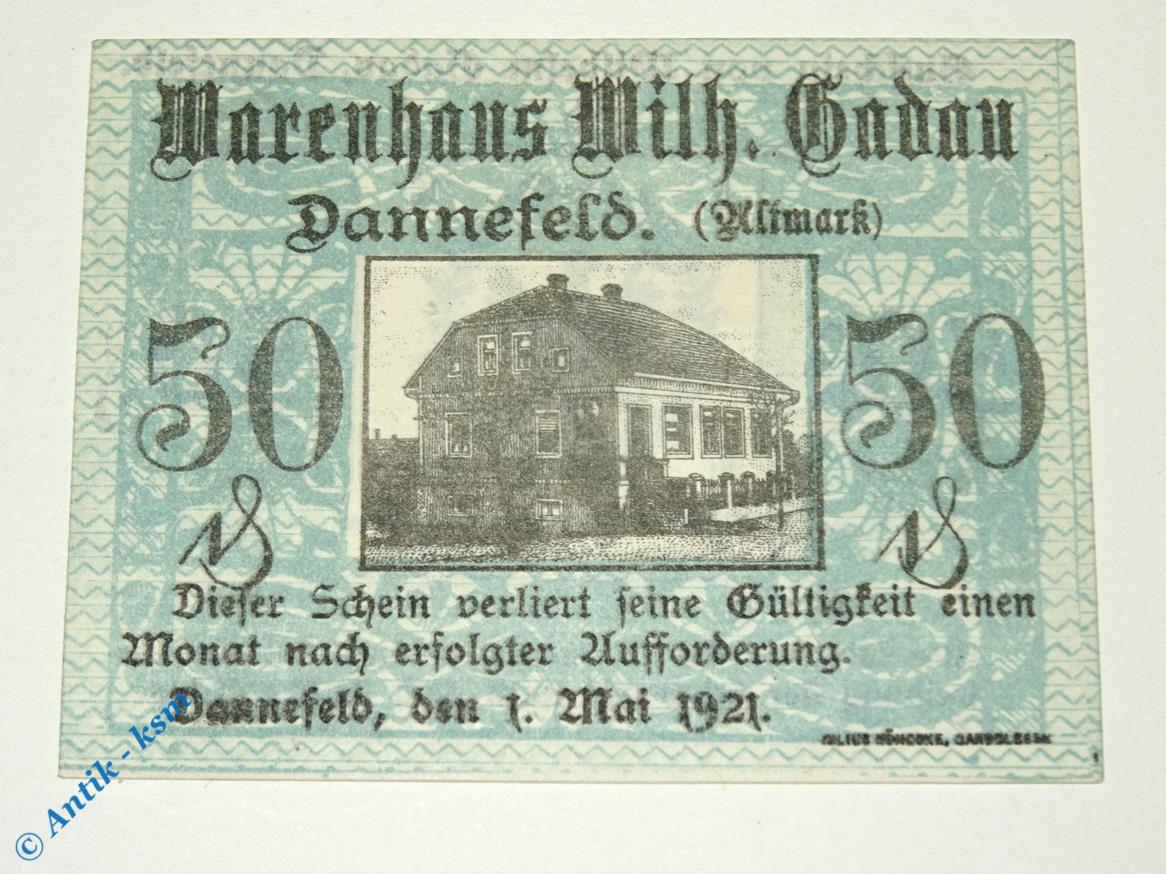 Warenhaus Wilh. Gadau
Dannefeld. (Altmark)
50 50
₰ ₰
Dieser Schein verliert seine Gültigkeit einen
Monat nach erfolgter Aufforderung.
Dannefeld, den 1. Mai 1921.
© Antik - ksm